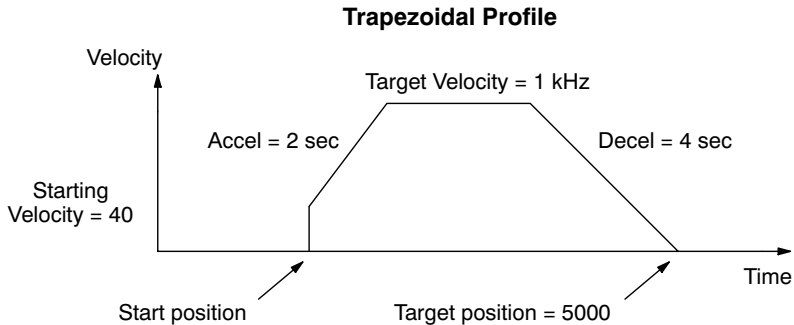 Trapezoidal Profile
Velocity
Target Velocity = 1 kHz
Accel = 2 sec
Decel = 4 sec
Starting
Velocity = 40
Time
Start position
Target position = 5000